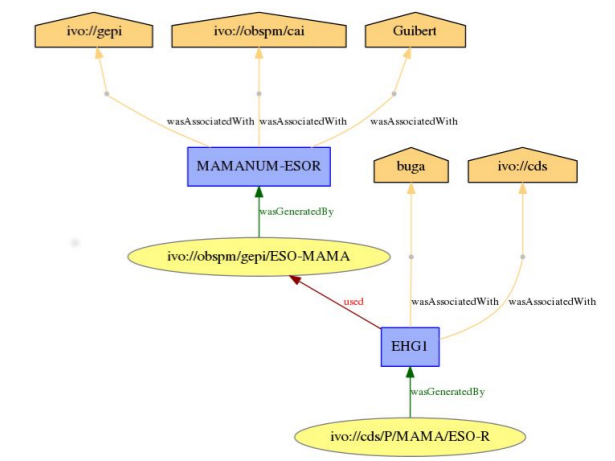 ivo://gepi
ivo://obspm/cai
Guibert
wasAssociatedWith
wasAssociatedWith
wasAssociatedWith
MAMANUM-ESOR
buga
ivo://cds
wasGeneratedBy
ivo://obspm/gepi/ESO-MAMA
used
wasAssociatedWith
wasAssociatedWith
EHG1
wasGeneratedBy
ivo://cds/P/MAMA/ESO-R